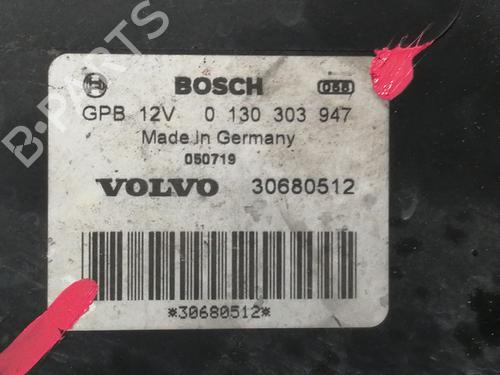 BOSCH 055
GPB 12V 0 130 303 947
Made in Germany
050719
VOLVO 30680512
*30680512*
B-PARTS